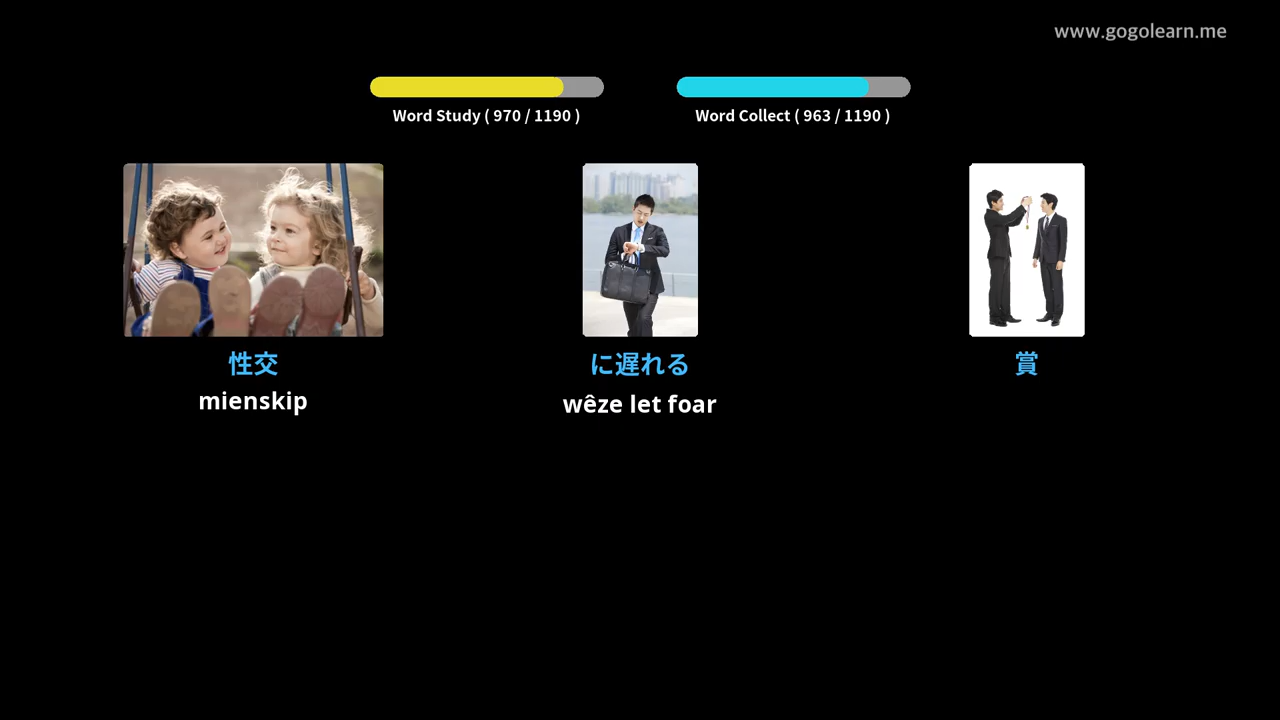 www.gogolearn.me
Word Study ( 970 / 1190 )
Word Collect ( 963 / 1190 )
性交
mienskip
に遅れる
wêze let foar
賞